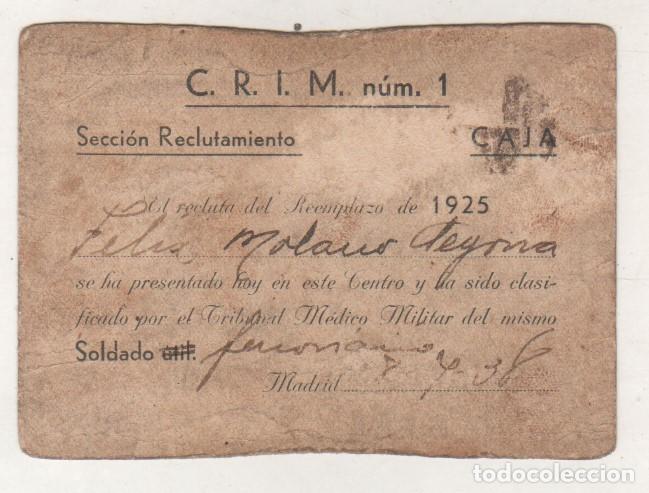 C. R. I. M. núm. 1
Sección Reclutamiento CAJA
El recluta del Reemplazo de 1925
Felix Molano
se ha presentado hoy en este Centro y ha sido clasi-
ficado por el Tribunal Médico Militar del mismo
Soldado útil. ferroviario
Madrid
todocoleccion